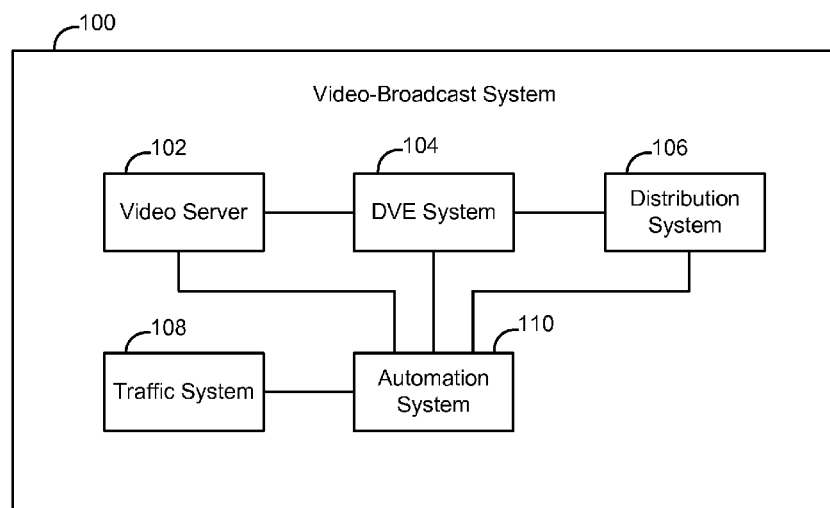 100
Video-Broadcast System
102
104
106
Video Server
DVE System
Distribution
System
108
110
Traffic System
Automation
System